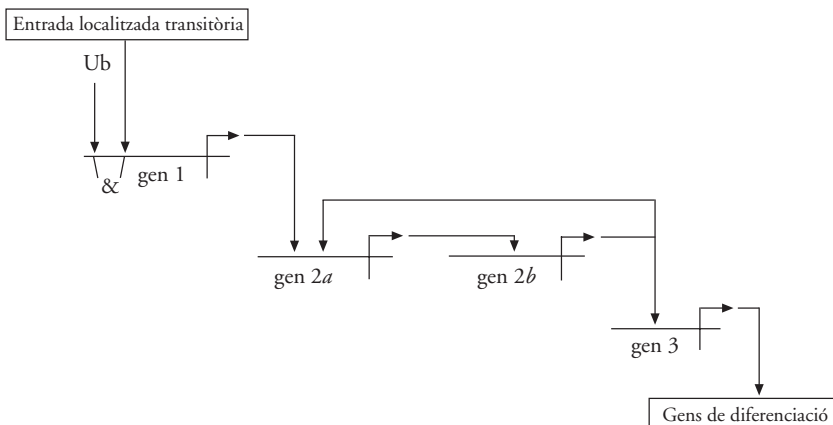 Entrada localitzada transitòria
Ub
&
gen 1
gen 2a
gen 2b
gen 3
Gens de diferenciació